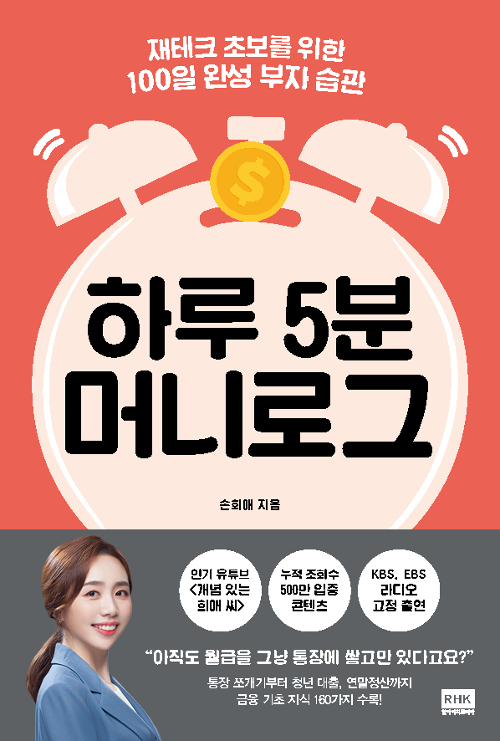 재테크 초보를 위한
100일 완성 부자 습관
$
하루 5분
머니로그
손희애 지음
인기 유튜브
<개념 있는
희애 씨>
누적 조회수
500만 입증
콘텐츠
KBS, EBS
라디오
고정 출연
“아직도 월급을 그냥 통장에 쌓고만 있다고요?”
통장 쪼개기부터 청년 대출, 연말정산까지
금융 기초 지식 160가지 수록!
RHK